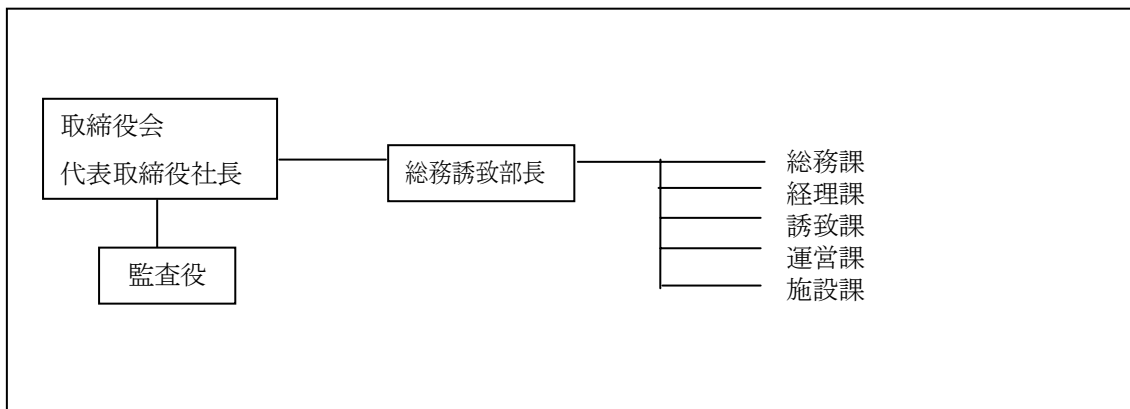 取締役会
代表取締役社長
監査役
総務誘致部長
総務課
経理課
誘致課
運営課
施設課